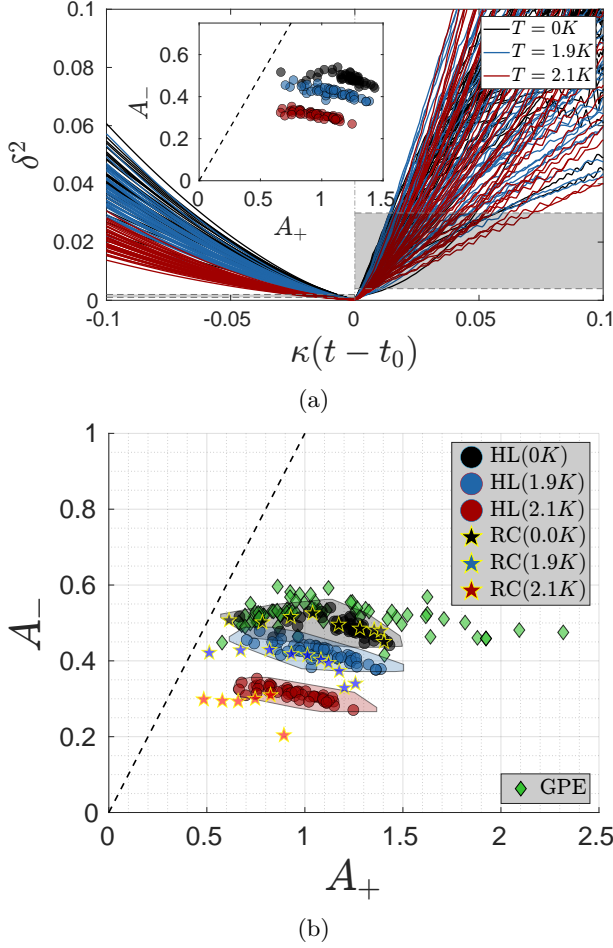 0.1
0.08
0.06
0.04
0.02
0
δ²
-0.1
-0.05
0
0.05
0.1
κ(t − t₀)
T = 0K
T = 1.9K
T = 2.1K
0.6
0.4
0.2
0
A₋
0
0.5
1
1.5
A₊
(a)
1
0.8
0.6
0.4
0.2
0
A₋
0
0.5
1
1.5
2
2.5
A₊
HL(0K)
HL(1.9K)
HL(2.1K)
RC(0.0K)
RC(1.9K)
RC(2.1K)
GPE
(b)